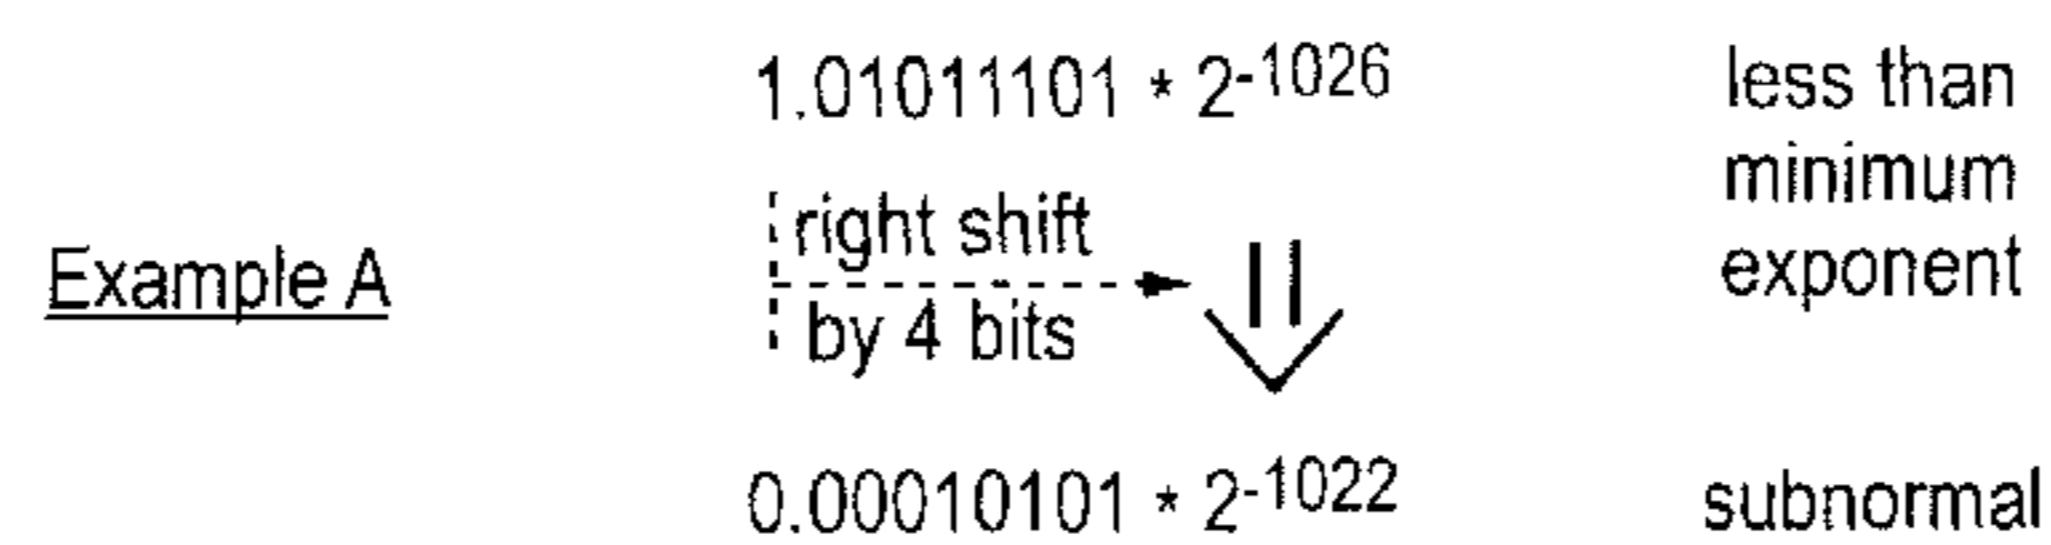 1.01011101 * 2-1026
less than
minimum
exponent
right shift
by 4 bits
Example A
0.00010101 * 2-1022
subnormal